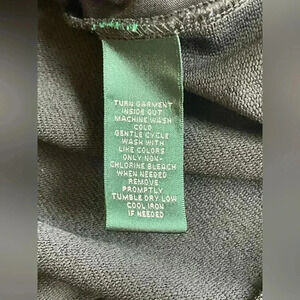 TURN GARMENT
INSIDE OUT
MACHINE WASH
COLD
GENTLE CYCLE
WASH WITH
LIKE COLORS
ONLY NON-
CHLORINE BLEACH
WHEN NEEDED
REMOVE
PROMPTLY
TUMBLE DRY LOW
COOL IRON
IF NEEDED